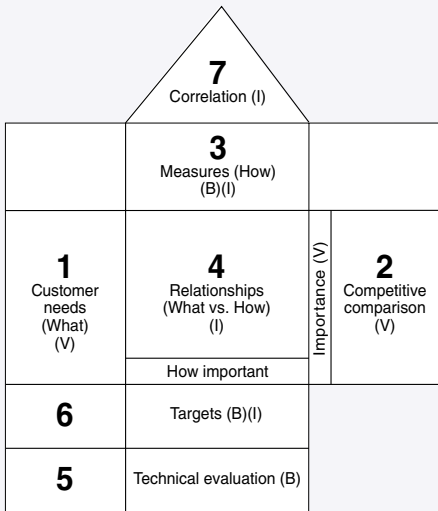 7
Correlation (I)
3
Measures (How)
(B)(I)
1
Customer
needs
(What)
(V)
4
Relationships
(What vs. How)
(I)
Importance (V)
2
Competitive
comparison
(V)
How important
6
Targets (B)(I)
5
Technical evaluation (B)